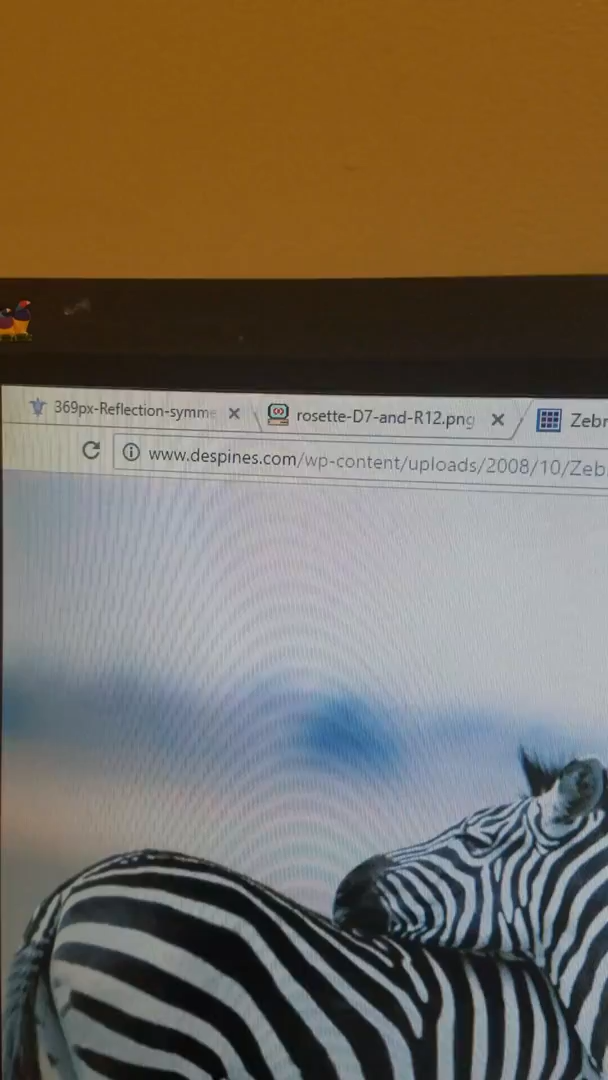 369px-Reflection-symme
rosette-D7-and-R12.png
Zebr
www.despines.com/wp-content/uploads/2008/10/Zeb